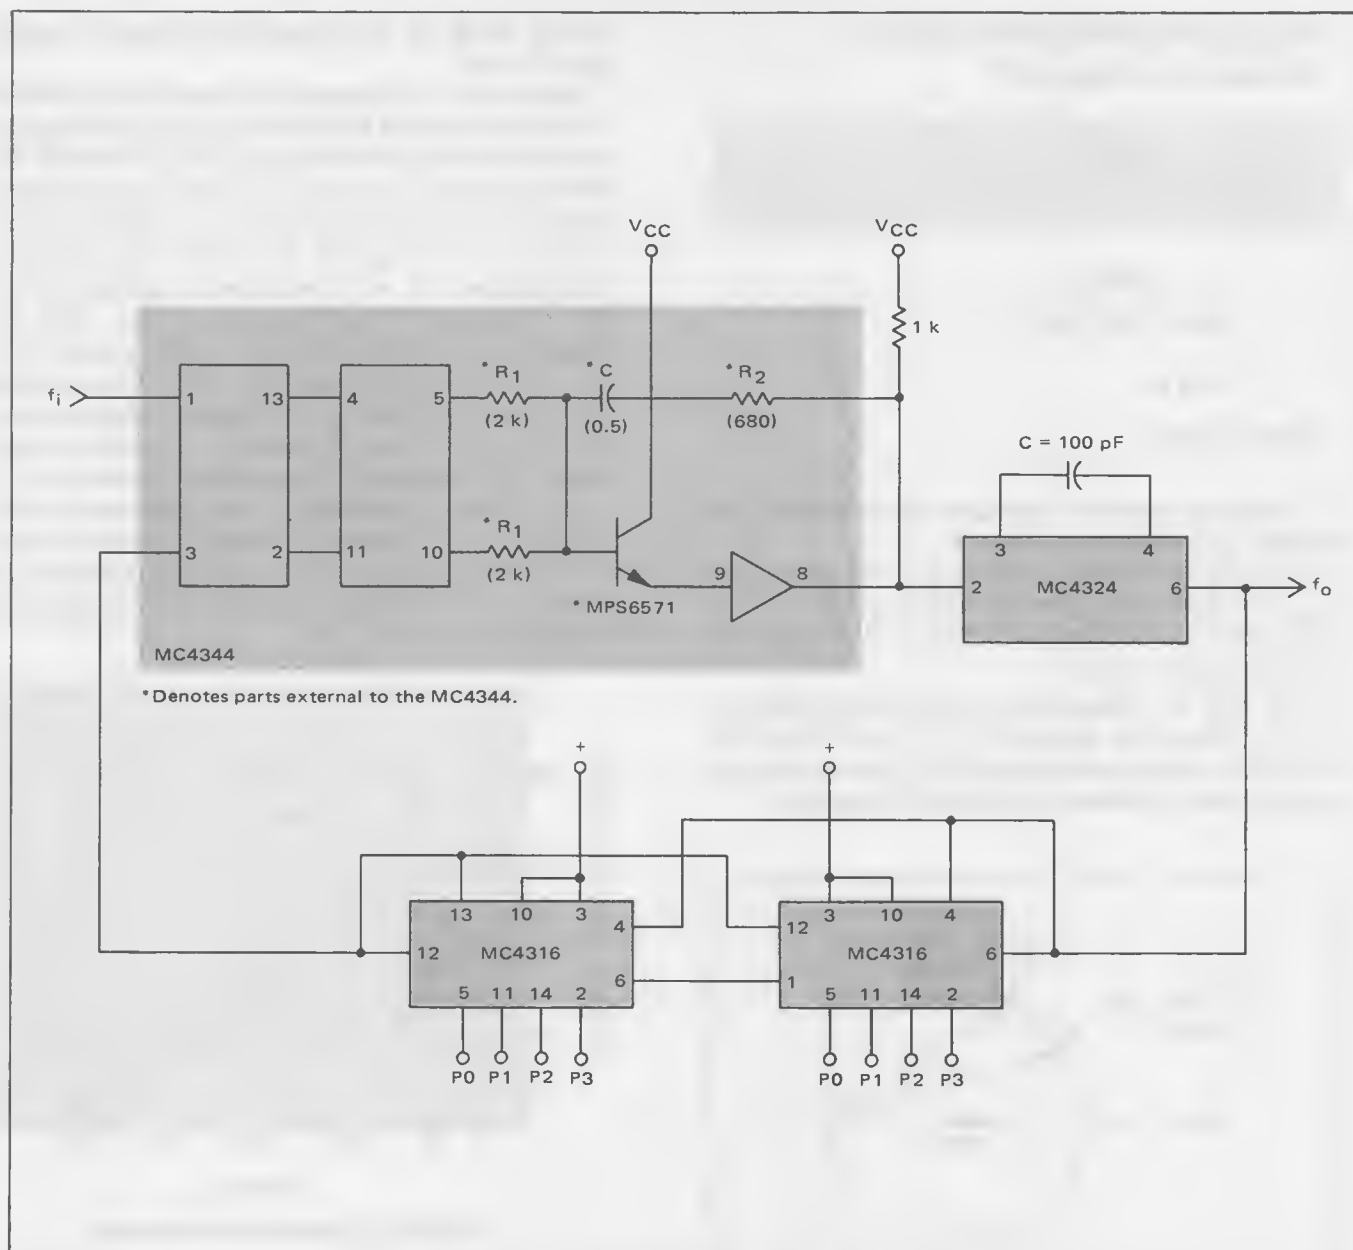 VCC VCC
1 k
*R1 *C *R2
fi 1 13 4 5
(2 k) (0.5) (680)
C = 100 pF
*R1
3 4
3 2 11 10
(2 k)
9 8 2 MC4324 6 fo
*MPS6571
MC4344
*Denotes parts external to the MC4344.
+ +
13 10 3 3 10 4
4 12
12 MC4316 MC4316 6
6 1
5 11 14 2 5 11 14 2
P0 P1 P2 P3 P0 P1 P2 P3